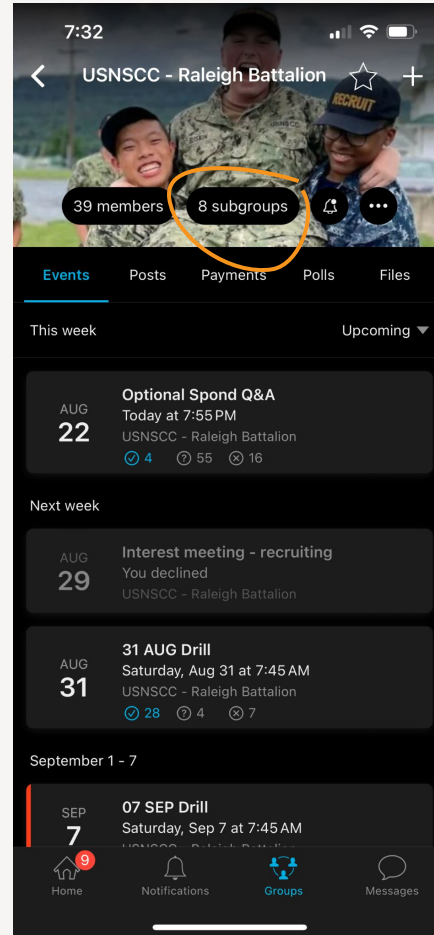 7:32
USNSCC - Raleigh Battalion
RECRUIT
39 members
8 subgroups
Events
Posts
Payments
Polls
Files
This week
Upcoming
AUG
22
Optional Spond Q&A
Today at 7:55 PM
USNSCC - Raleigh Battalion
4
55
16
Next week
AUG
29
Interest meeting - recruiting
You declined
USNSCC - Raleigh Battalion
AUG
31
31 AUG Drill
Saturday, Aug 31 at 7:45 AM
USNSCC - Raleigh Battalion
28
4
7
September 1 - 7
SEP
7
07 SEP Drill
Saturday, Sep 7 at 7:45 AM
USNSCC - Raleigh Battalion
9
Home
Notifications
Groups
Messages